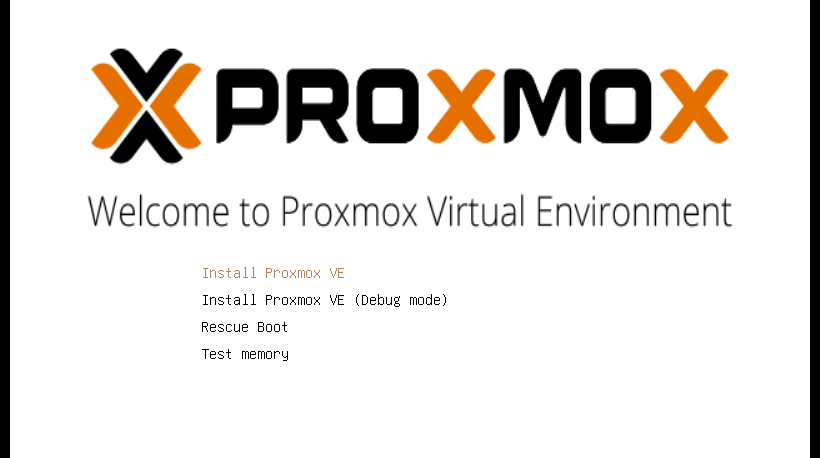 PROXMOX
Welcome to Proxmox Virtual Environment
Install Proxmox VE
Install Proxmox VE (Debug mode)
Rescue Boot
Test memory